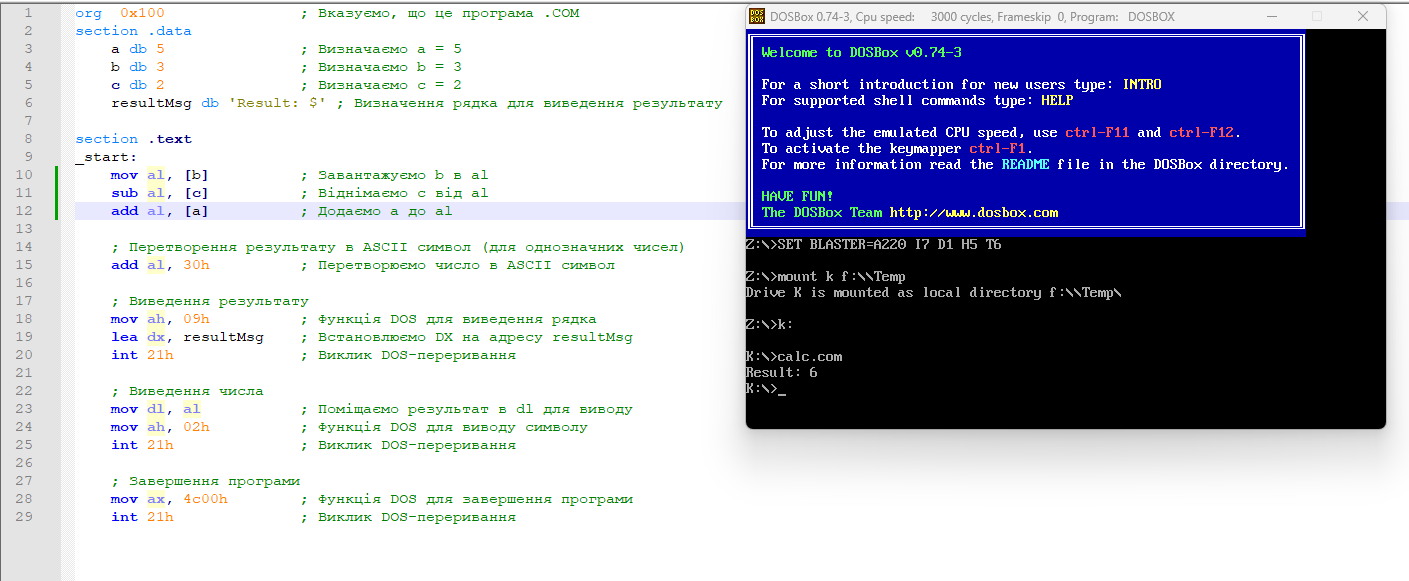 1 org 0x100 ; Вказуємо, що це програма .COM
2 section .data
3 a db 5 ; Визначаємо a = 5
4 b db 3 ; Визначаємо b = 3
5 c db 2 ; Визначаємо c = 2
6 resultMsg db 'Result: $' ; Визначення рядка для виведення результату
7
8 section .text
9 _start:
10 mov al, [b] ; Завантажуємо b в al
11 sub al, [c] ; Віднімаємо c від al
12 add al, [a] ; Додаємо a до al
13
14 ; Перетворення результату в ASCII символ (для однозначних чисел)
15 add al, 30h ; Перетворюємо число в ASCII символ
16
17 ; Виведення результату
18 mov ah, 09h ; Функція DOS для виведення рядка
19 lea dx, resultMsg ; Встановлюємо DX на адресу resultMsg
20 int 21h ; Виклик DOS-переривання
21
22 ; Виведення числа
23 mov dl, al ; Поміщаємо результат в dl для виводу
24 mov ah, 02h ; Функція DOS для виводу символу
25 int 21h ; Виклик DOS-переривання
26
27 ; Завершення програми
28 mov ax, 4c00h ; Функція DOS для завершення програми
29 int 21h ; Виклик DOS-переривання
DOSBox 0.74-3, Cpu speed: 3000 cycles, Frameskip 0, Program: DOSBOX
Welcome to DOSBox v0.74-3
For a short introduction for new users type: INTRO
For supported shell commands type: HELP
To adjust the emulated CPU speed, use ctrl-F11 and ctrl-F12.
To activate the keymapper ctrl-F1.
For more information read the README file in the DOSBox directory.
HAVE FUN!
The DOSBox Team http://www.dosbox.com
Z:\>SET BLASTER=A220 I7 D1 H5 T6
Z:\>mount k f:\\Temp
Drive K is mounted as local directory f:\\Temp\
Z:\>k:
K:\>calc.com
Result: 6
K:\>_